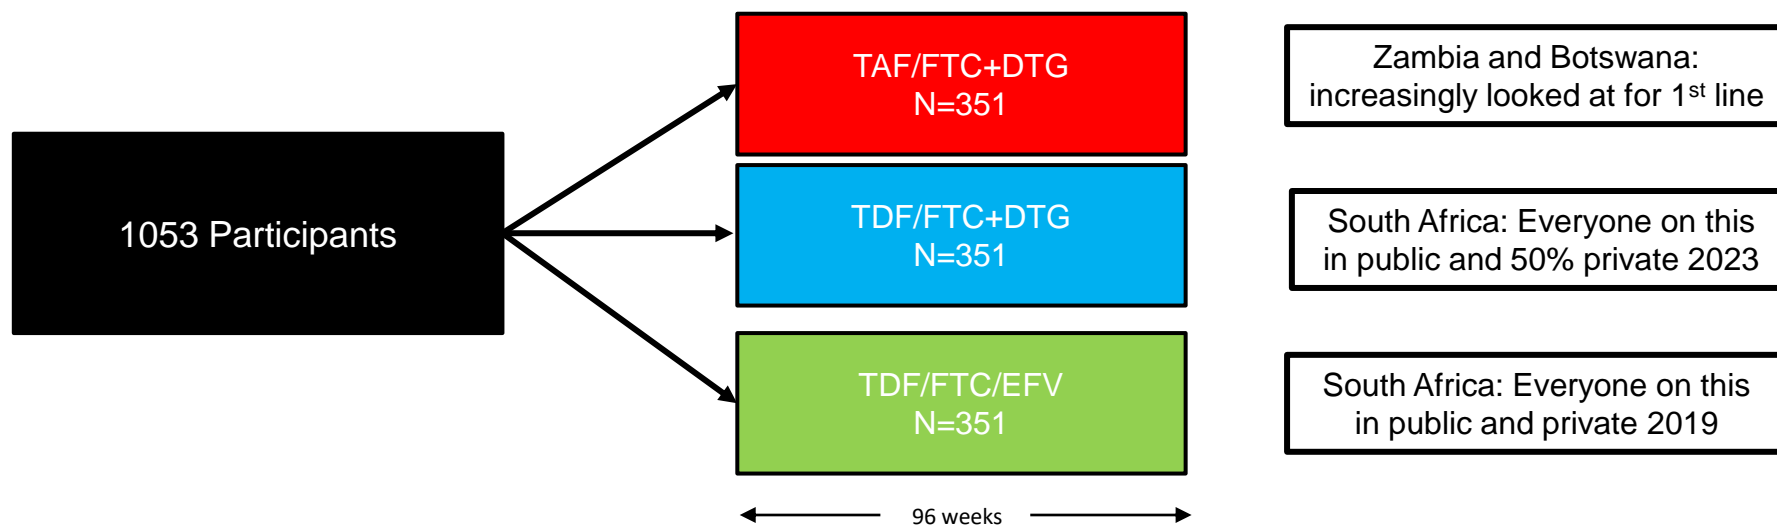 1053 Participants
TAF/FTC+DTG
N=351
Zambia and Botswana:
increasingly looked at for 1st line
TDF/FTC+DTG
N=351
South Africa: Everyone on this
in public and 50% private 2023
TDF/FTC/EFV
N=351
South Africa: Everyone on this
in public and private 2019
96 weeks